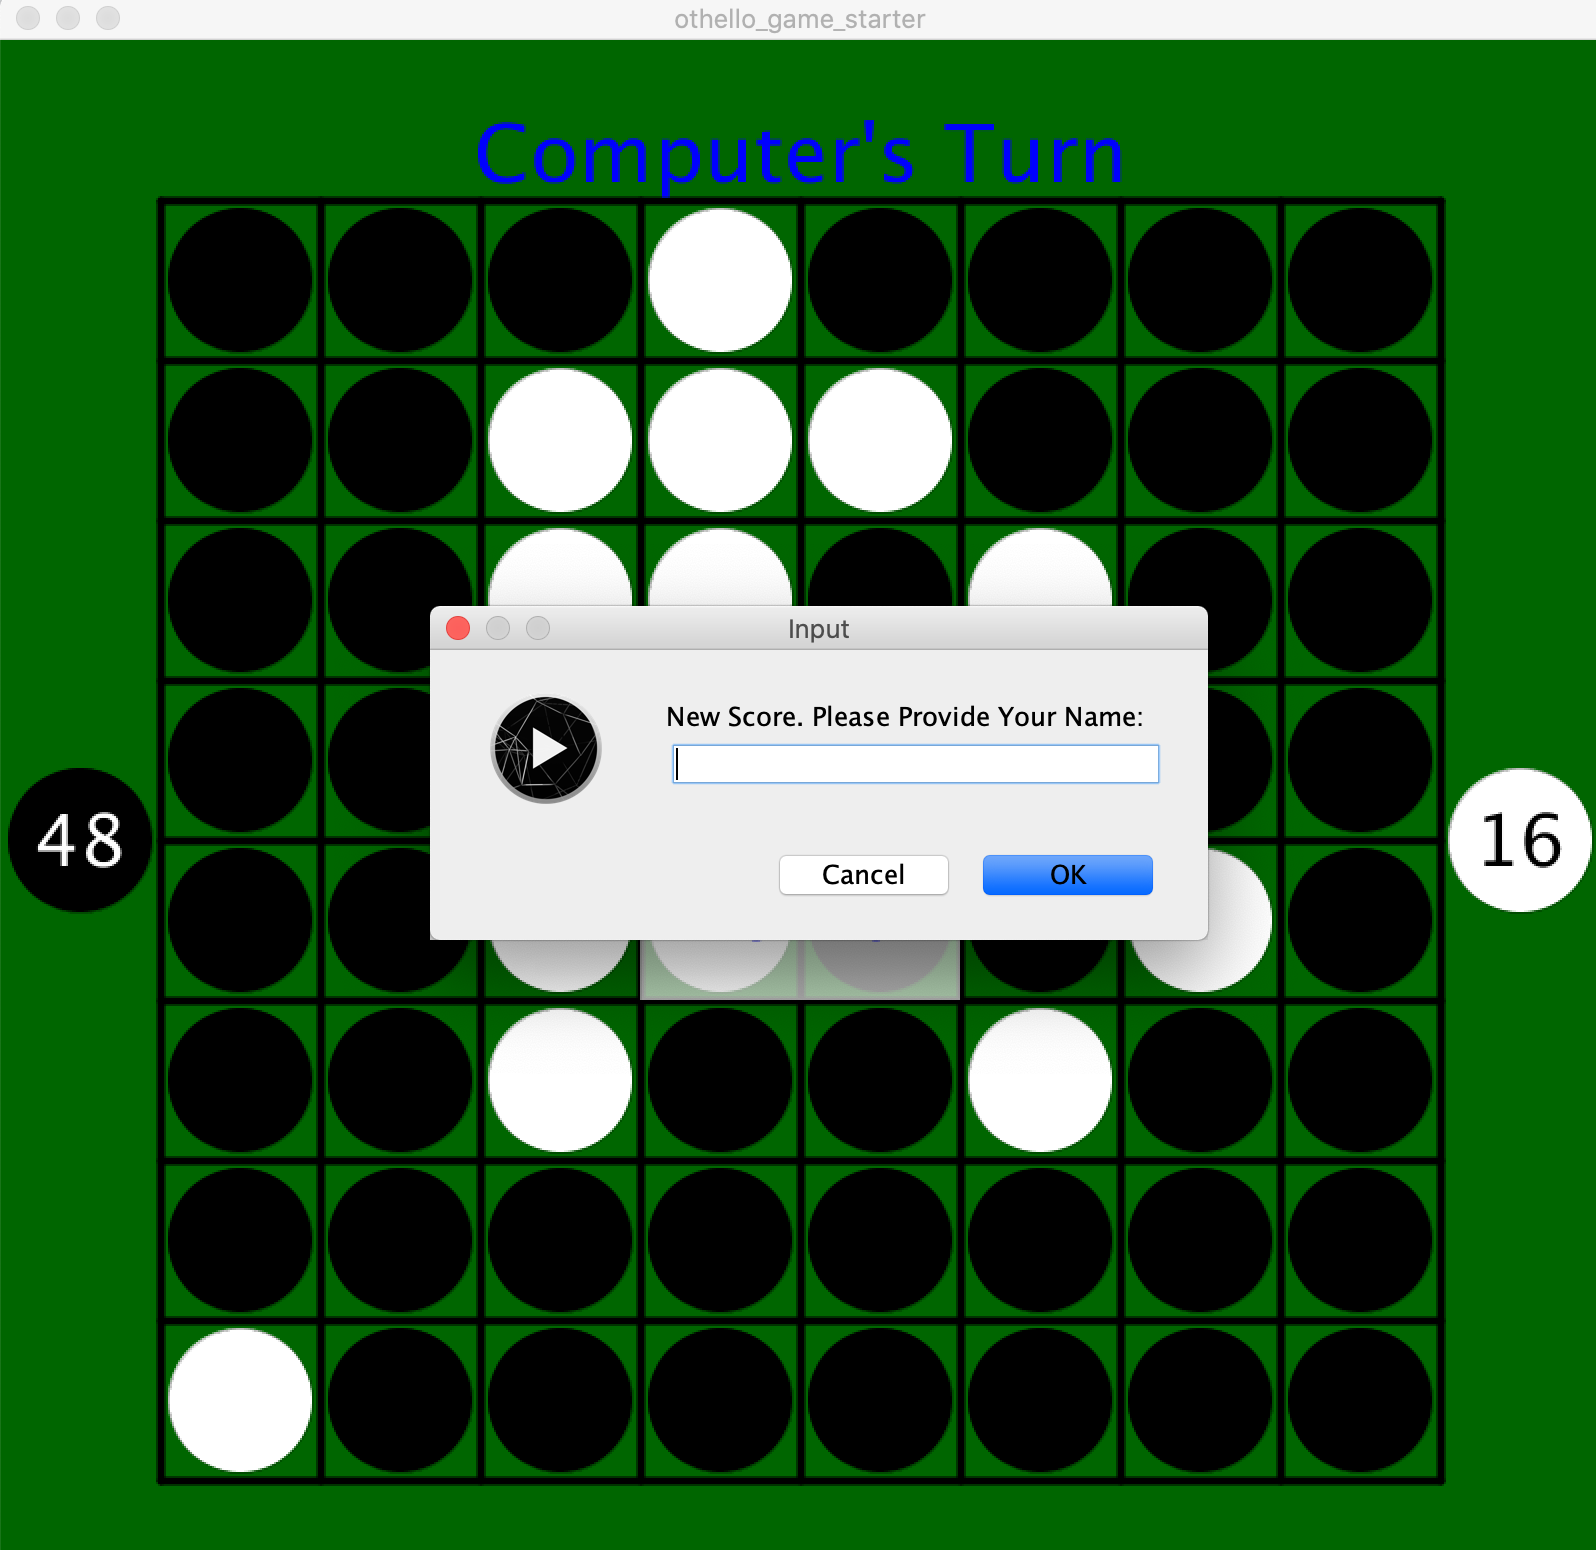 othello_game_starter
Computer's Turn
Input
New Score. Please Provide Your Name:
48
16
Cancel
OK